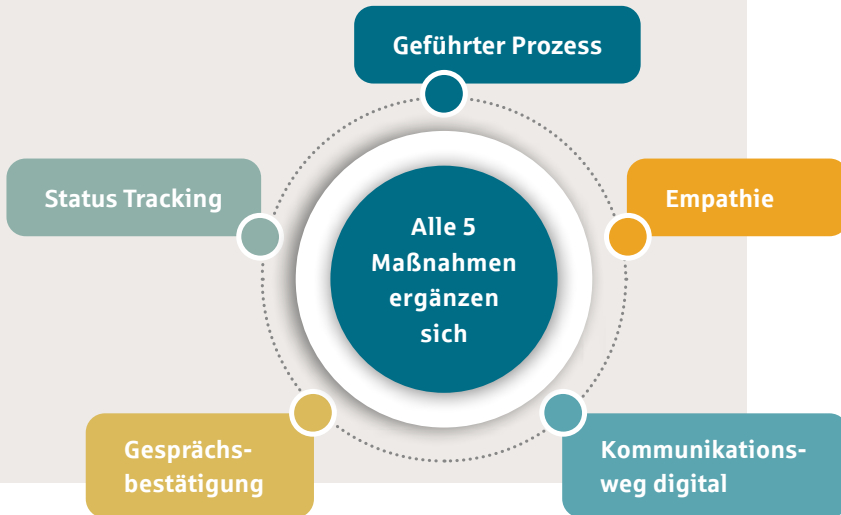 Geführter Prozess
Status Tracking
Empathie
Alle 5
Maßnahmen
ergänzen
sich
Gesprächs-
bestätigung
Kommunikations-
weg digital